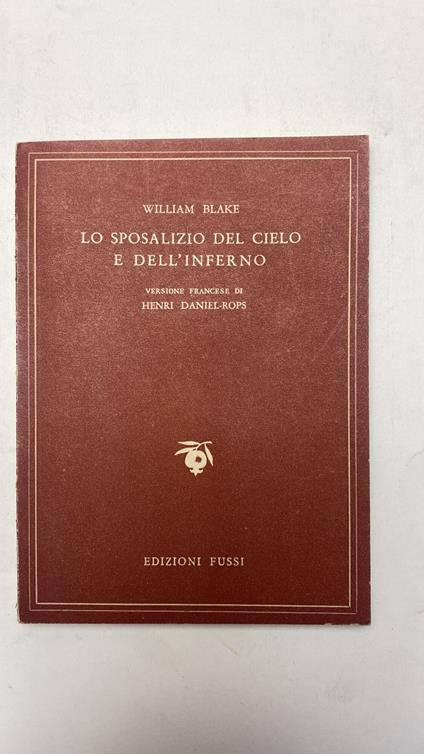 WILLIAM BLAKE
LO SPOSALIZIO DEL CIELO
E DELL'INFERNO
VERSIONE FRANCESE DI
HENRI DANIEL-ROPS
EDIZIONI FUSSI